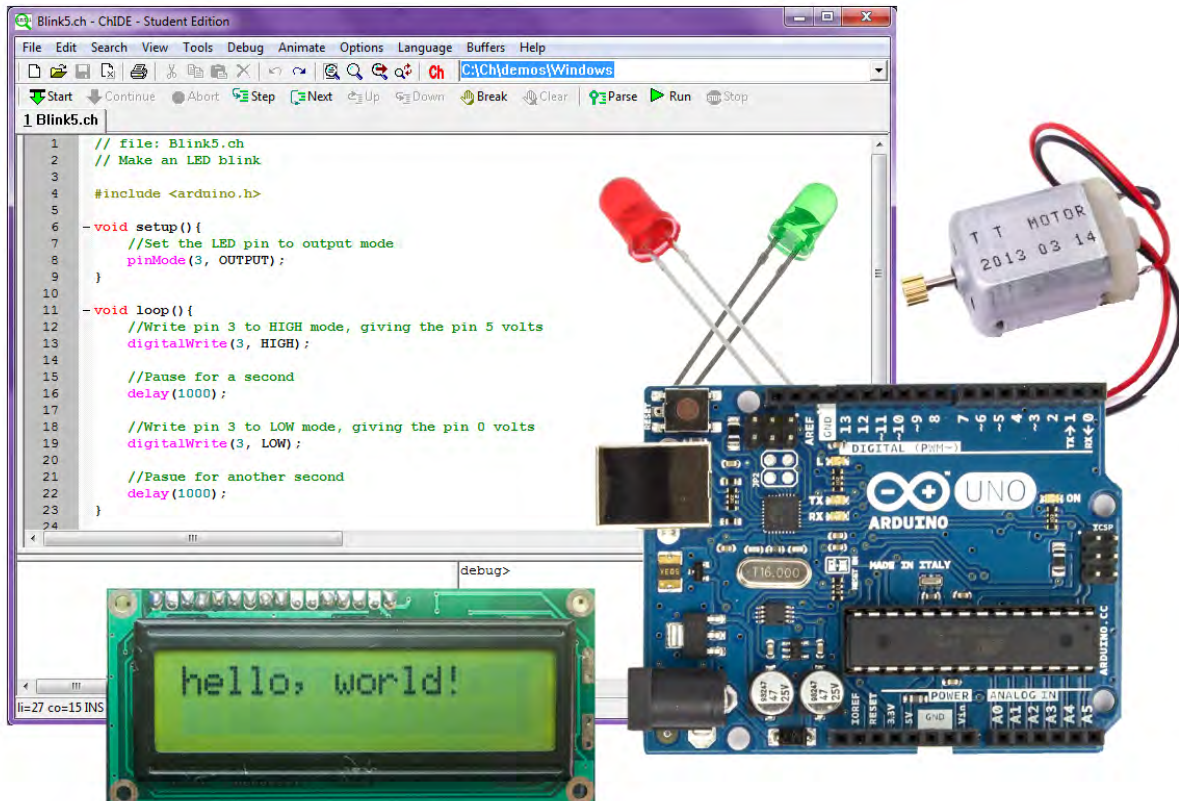 Blink5.ch - ChIDE - Student Edition
File Edit Search View Tools Debug Animate Options Language Buffers Help
Ch C:\Ch\demos\Windows
Start Continue Abort Step Next Up Down Break Clear Parse Run Stop
1 Blink5.ch
1 // file: Blink5.ch
2 // Make an LED blink
3
4 #include <arduino.h>
5
6 void setup(){
7 //Set the LED pin to output mode
8 pinMode(3, OUTPUT);
9 }
10
11 void loop(){
12 //Write pin 3 to HIGH mode, giving the pin 5 volts
13 digitalWrite(3, HIGH);
14
15 //Pause for a second
16 delay(1000);
17
18 //Write pin 3 to LOW mode, giving the pin 0 volts
19 digitalWrite(3, LOW);
20
21 //Pasue for another second
22 delay(1000);
23 }
24
debug>
li=27 co=15 INS
hello, world!
T T MOTOR
2013 03 14
RESET
AREF
GND
13
12
~11
~10
~9
8
7
~6
~5
4
~3
2
TX→1
RX←0
DIGITAL (PWM~)
L
TX
RX
JP2
UNO
ARDUINO
ON
ICSP
MADE IN ITALY
T16.000
47
25V
47
25V
ARDUINO.CC
POWER
ANALOG IN
IOREF
RESET
3.3V
5V
GND
Vin
A0
A1
A2
A3
A4
A5